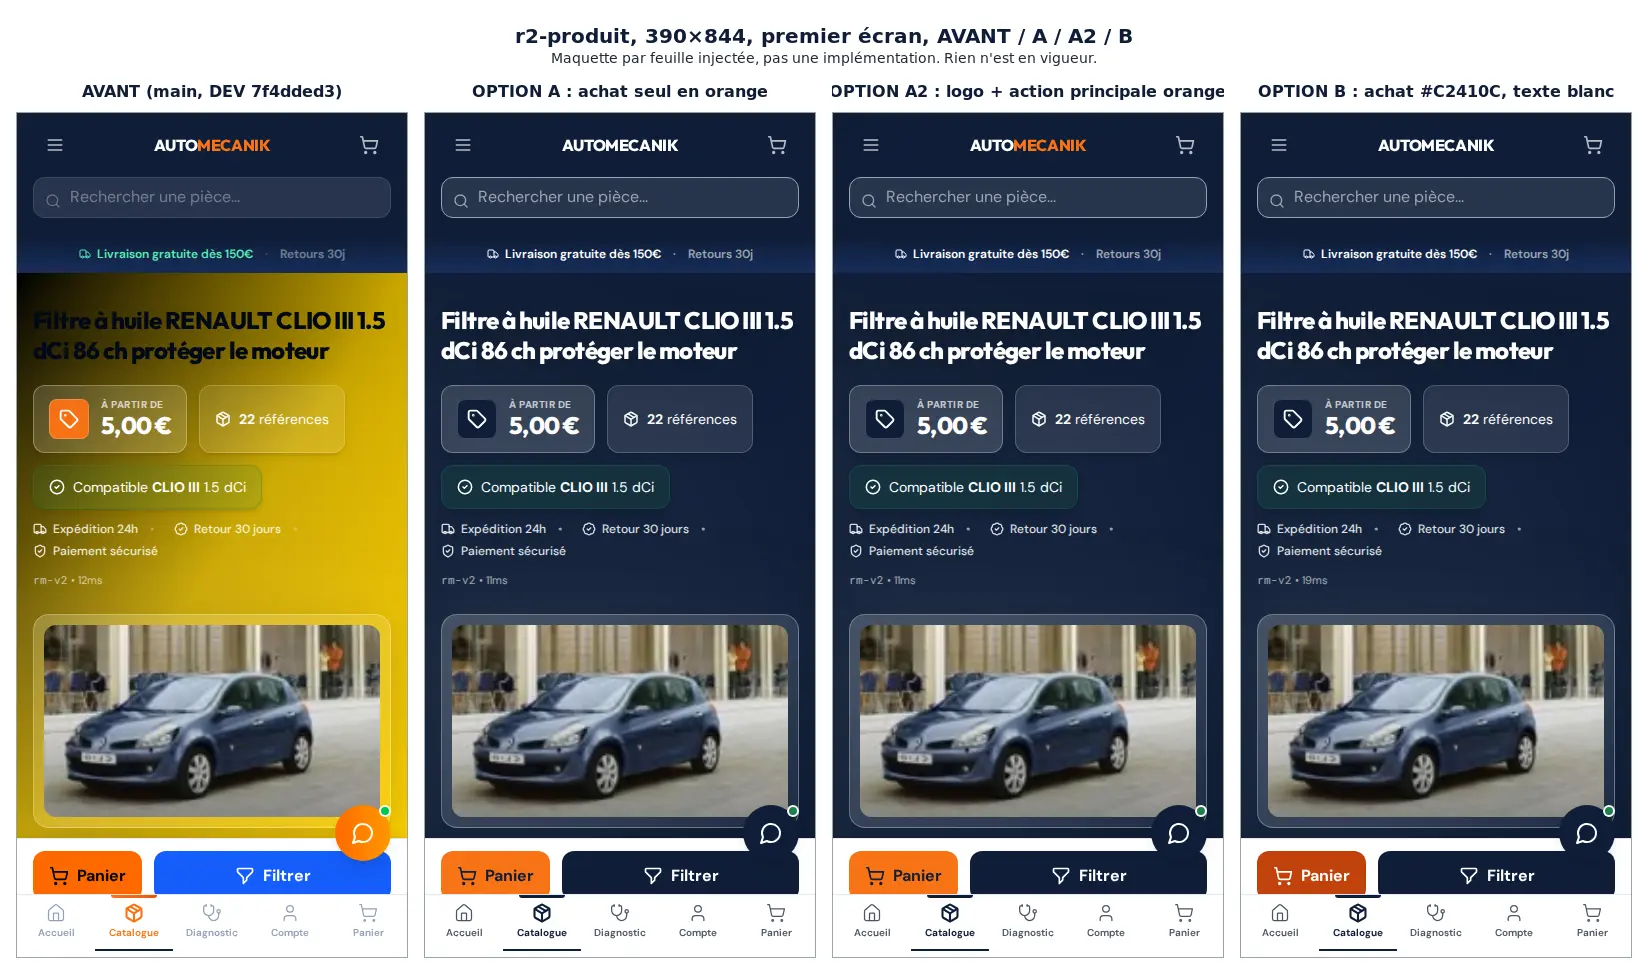 r2-produit, 390×844, premier écran, AVANT / A / A2 / B
Maquette par feuille injectée, pas une implémentation. Rien n'est en vigueur.
AVANT (main, DEV 7f4dded3)
AUTOMECANIK
Rechercher une pièce...
Livraison gratuite dès 150€ · Retours 30j
Filtre à huile RENAULT CLIO III 1.5
dCi 86 ch protéger le moteur
À PARTIR DE
5,00 €
22 références
Compatible CLIO III 1.5 dCi
Expédition 24h • Retour 30 jours •
Paiement sécurisé
rm-v2 • 12ms
Panier
Filtrer
Accueil Catalogue Diagnostic Compte Panier
OPTION A : achat seul en orange
AUTOMECANIK
Rechercher une pièce...
Livraison gratuite dès 150€ · Retours 30j
Filtre à huile RENAULT CLIO III 1.5
dCi 86 ch protéger le moteur
À PARTIR DE
5,00 €
22 références
Compatible CLIO III 1.5 dCi
Expédition 24h • Retour 30 jours •
Paiement sécurisé
rm-v2 • 11ms
Panier
Filtrer
Accueil Catalogue Diagnostic Compte Panier
OPTION A2 : logo + action principale orange
AUTOMECANIK
Rechercher une pièce...
Livraison gratuite dès 150€ · Retours 30j
Filtre à huile RENAULT CLIO III 1.5
dCi 86 ch protéger le moteur
À PARTIR DE
5,00 €
22 références
Compatible CLIO III 1.5 dCi
Expédition 24h • Retour 30 jours •
Paiement sécurisé
rm-v2 • 11ms
Panier
Filtrer
Accueil Catalogue Diagnostic Compte Panier
OPTION B : achat #C2410C, texte blanc
AUTOMECANIK
Rechercher une pièce...
Livraison gratuite dès 150€ · Retours 30j
Filtre à huile RENAULT CLIO III 1.5
dCi 86 ch protéger le moteur
À PARTIR DE
5,00 €
22 références
Compatible CLIO III 1.5 dCi
Expédition 24h • Retour 30 jours •
Paiement sécurisé
rm-v2 • 19ms
Panier
Filtrer
Accueil Catalogue Diagnostic Compte Panier